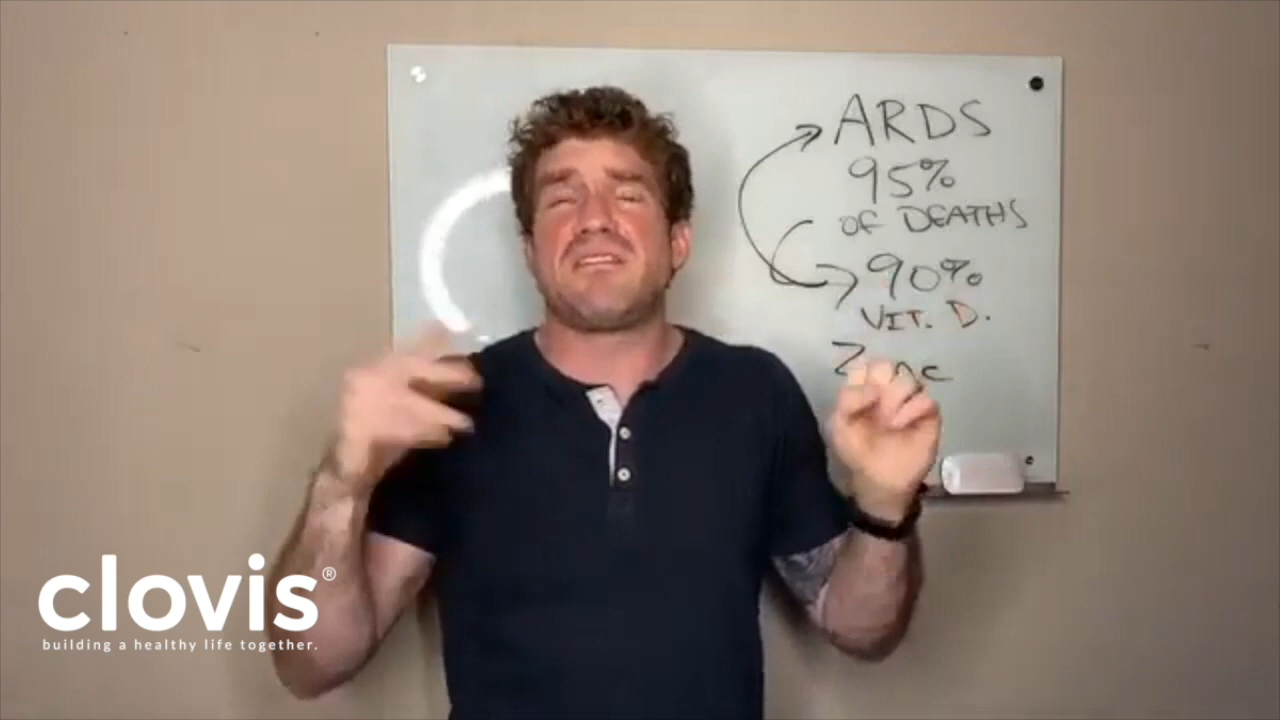 ARDS
95%
OF DEATHS
90%
VIT. D.
clovis®
building a healthy life together.